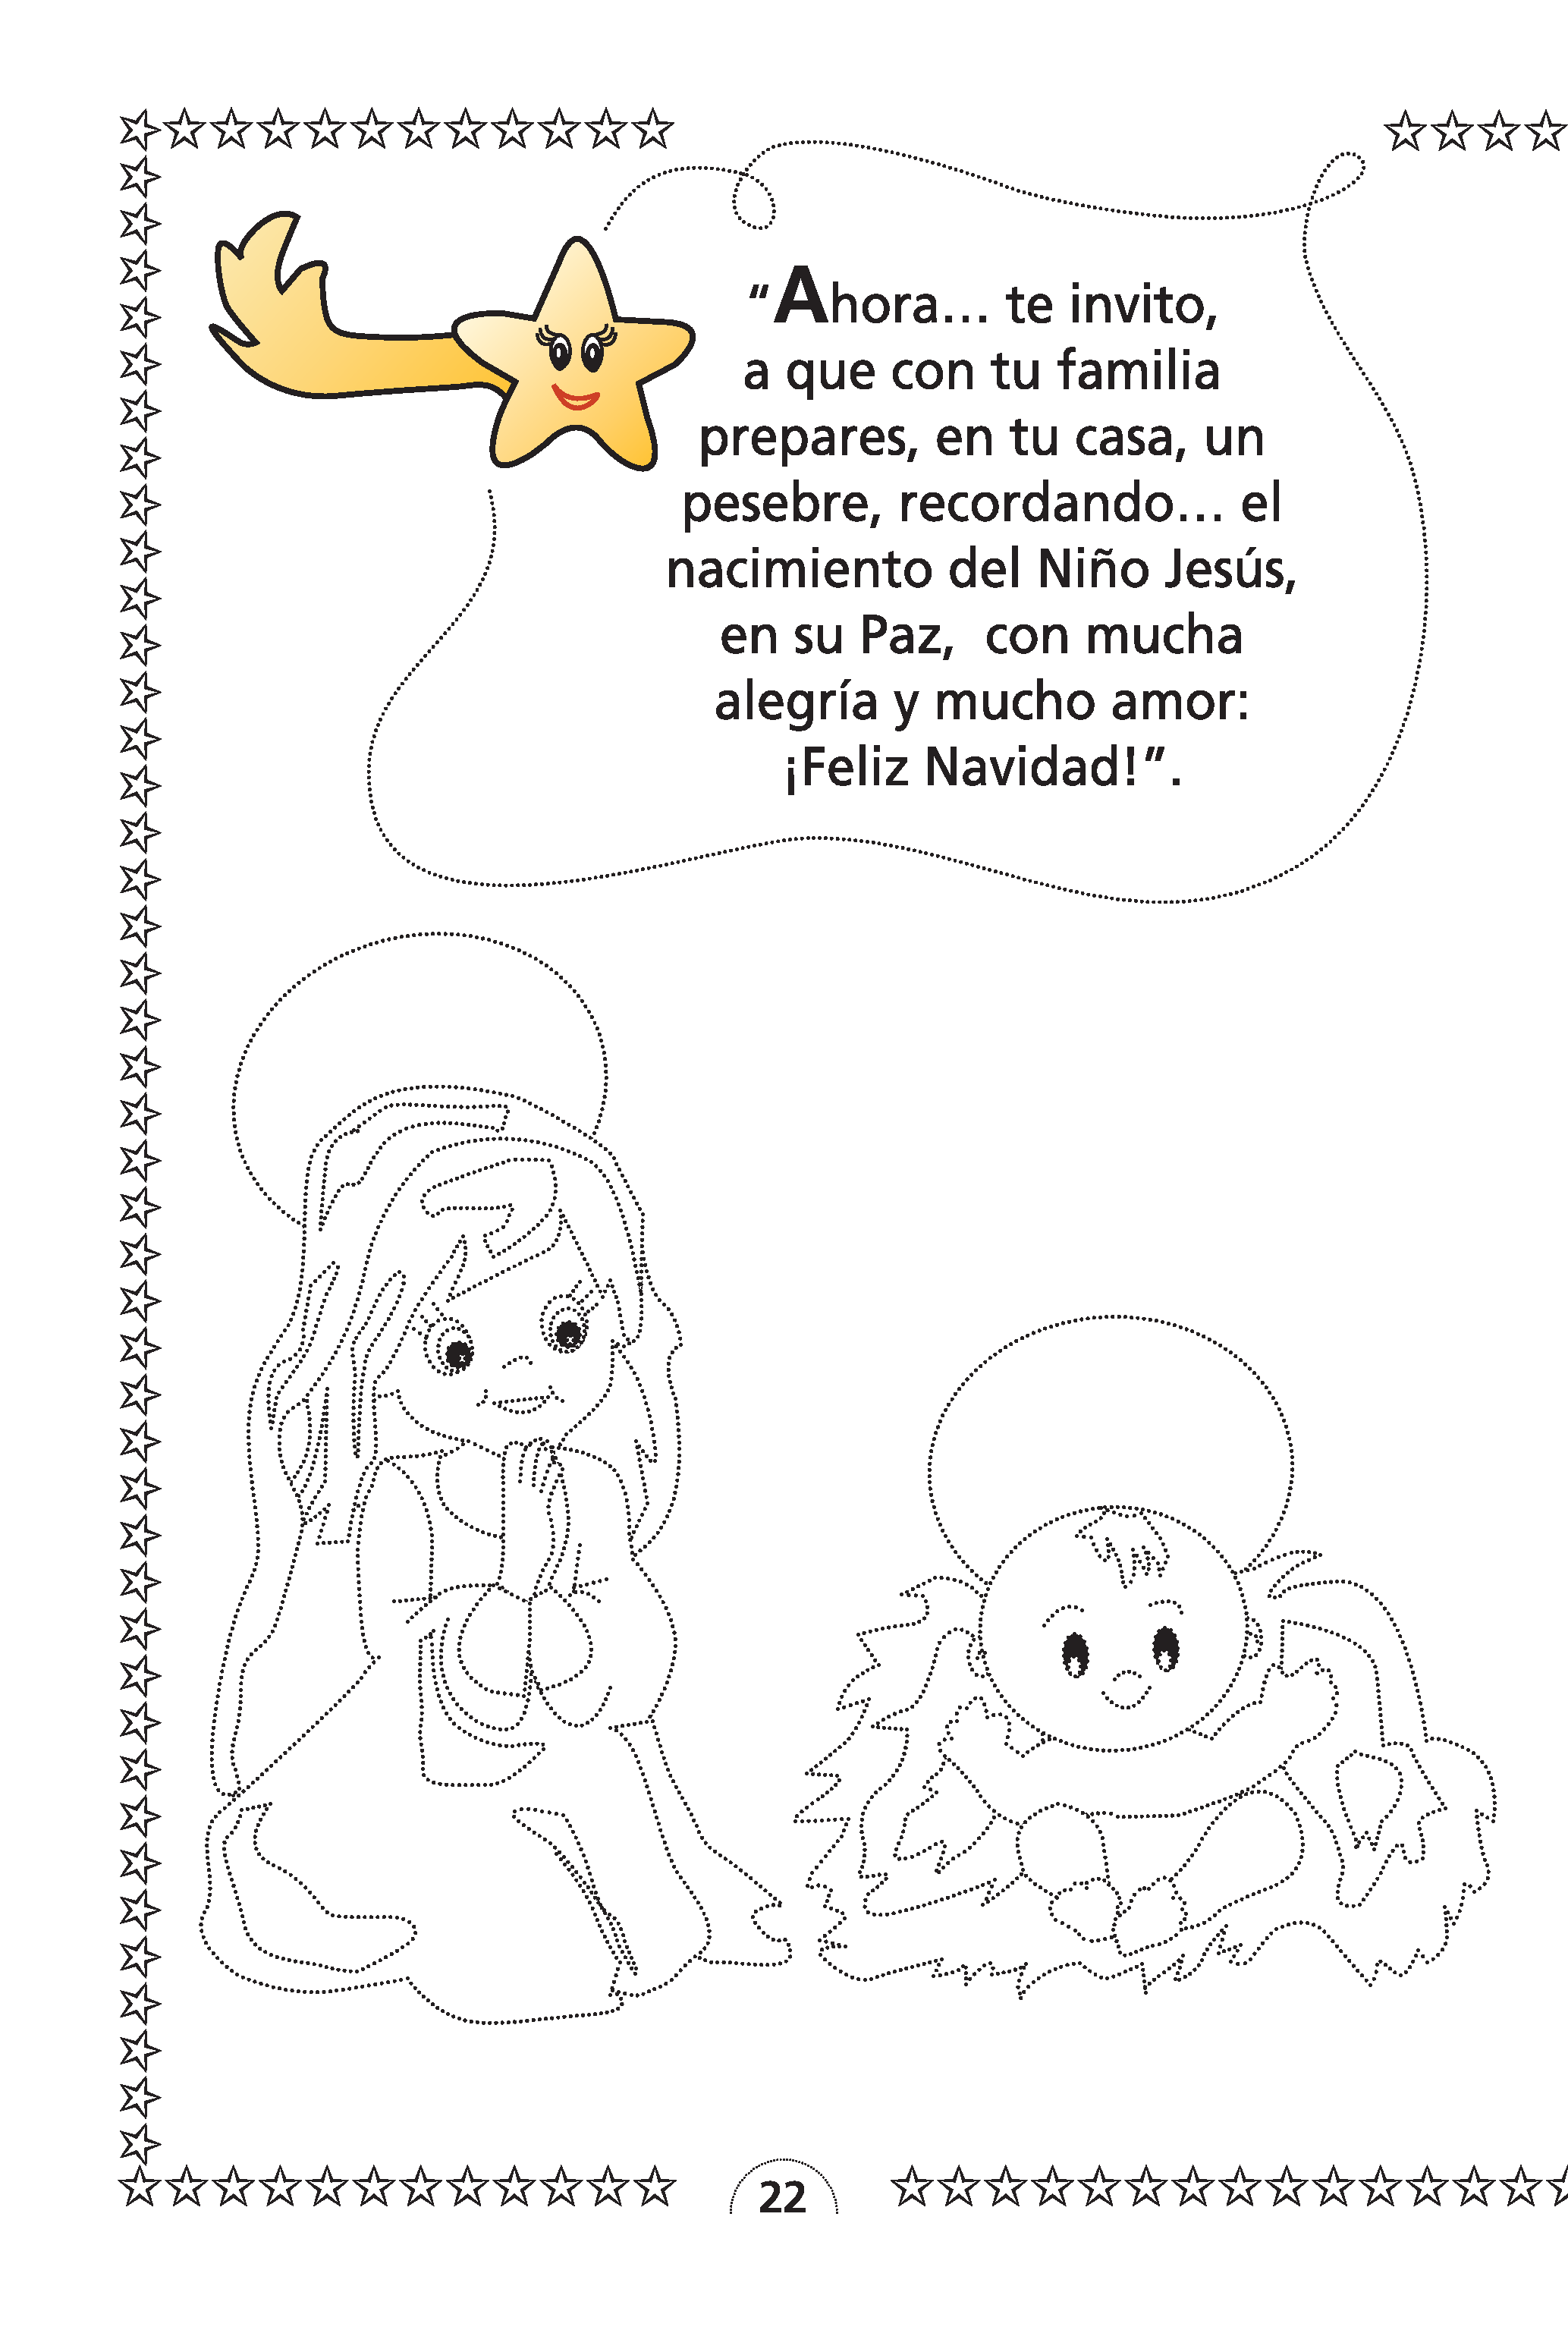 “Ahora... te invito,
a que con tu familia
prepares, en tu casa, un
pesebre, recordando... el
nacimiento del Niño Jesús,
en su Paz,  con mucha
alegría y mucho amor:
¡Feliz Navidad!”.
22